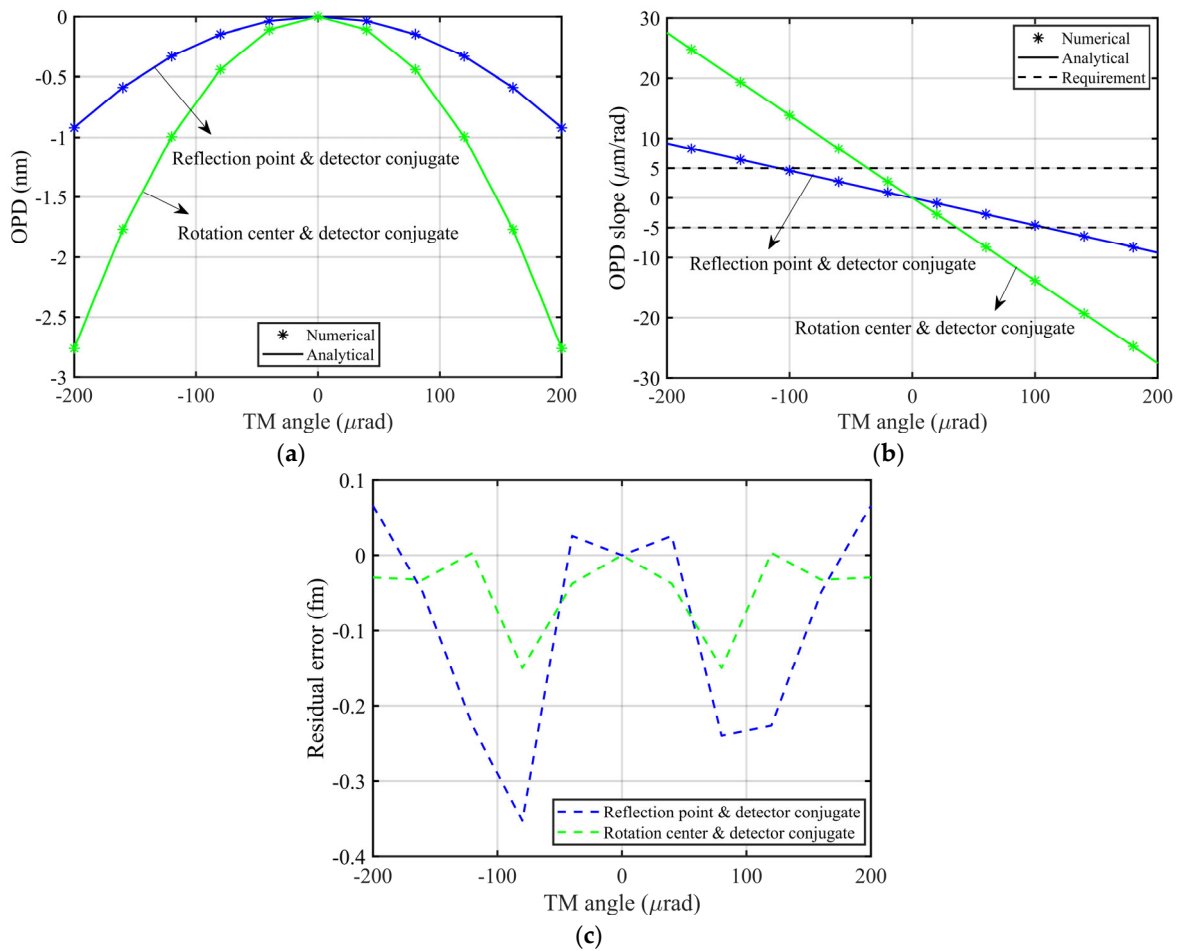 0
-0.5
-1
-1.5
-2
-2.5
-3
OPD (nm)
Reflection point & detector conjugate
Rotation center & detector conjugate
Numerical
Analytical
-200
-100
0
100
200
TM angle (μrad)
(a)
30
20
10
5
0
-5
-10
-20
-30
OPD slope (μm/rad)
Numerical
Analytical
Requirement
Reflection point & detector conjugate
Rotation center & detector conjugate
-200
-100
0
100
200
TM angle (μrad)
(b)
0.1
0
-0.1
-0.2
-0.3
-0.4
Residual error (fm)
Reflection point & detector conjugate
Rotation center & detector conjugate
-200
-100
0
100
200
TM angle (μrad)
(c)